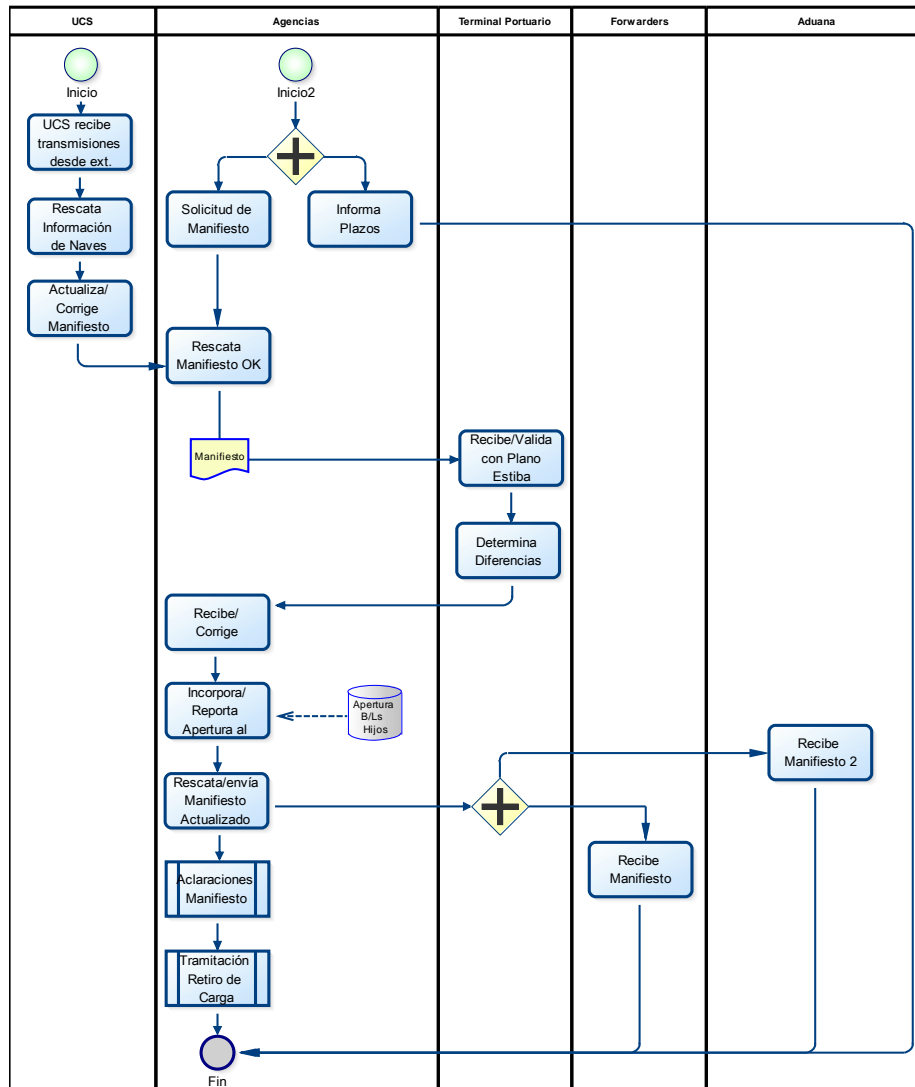 UCS
Agencias
Terminal Portuario
Forwarders
Aduana
Inicio
Inicio2
UCS recibe
transmisiones
desde ext.
Rescata
Información
de Naves
Solicitud de
Manifiesto
Informa
Plazos
Actualiza/
Corrige
Manifiesto
Rescata
Manifiesto OK
Manifiesto
Recibe/Valida
con Plano
Estiba
Determina
Diferencias
Recibe/
Corrige
Incorpora/
Reporta
Apertura al
Apertura
B/Ls
Hijos
Rescata/envía
Manifiesto
Actualizado
Recibe
Manifiesto 2
Recibe
Manifiesto
Aclaraciones
Manifiesto
Tramitación
Retiro de
Carga
Fin